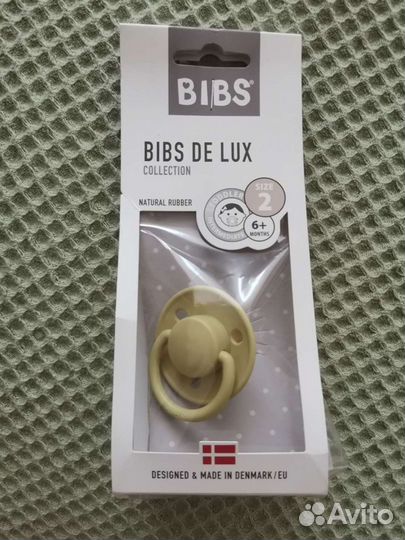 BIBS®
BIBS DE LUX
COLLECTION
NATURAL RUBBER
SIZE
2
6+
MONTHS
DESIGNED & MADE IN DENMARK/EU
Avito